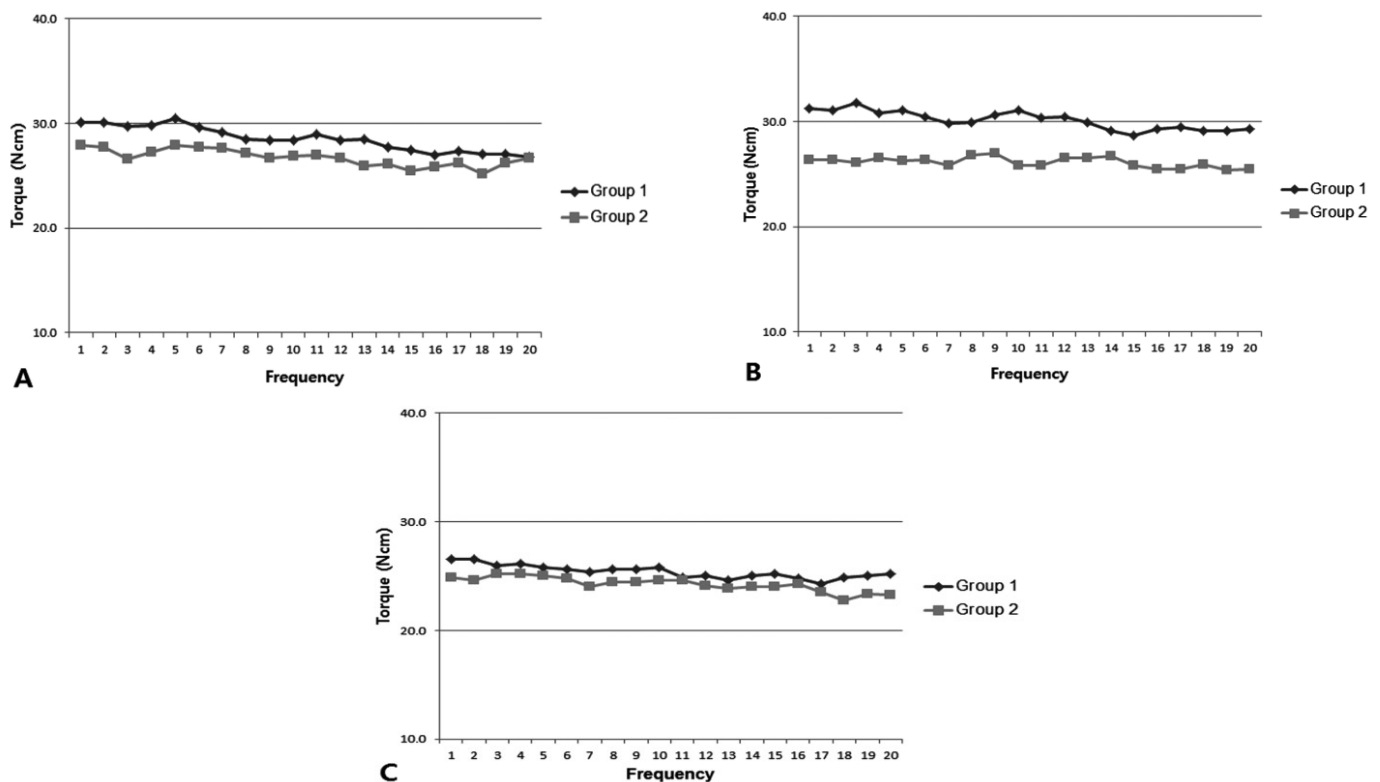 40.0
30.0
20.0
10.0
Torque (Ncm)
1 2 3 4 5 6 7 8 9 10 11 12 13 14 15 16 17 18 19 20
Frequency
Group 1
Group 2
A
40.0
30.0
20.0
10.0
Torque (Ncm)
1 2 3 4 5 6 7 8 9 10 11 12 13 14 15 16 17 18 19 20
Frequency
Group 1
Group 2
B
40.0
30.0
20.0
10.0
Torque (Ncm)
1 2 3 4 5 6 7 8 9 10 11 12 13 14 15 16 17 18 19 20
Frequency
Group 1
Group 2
C